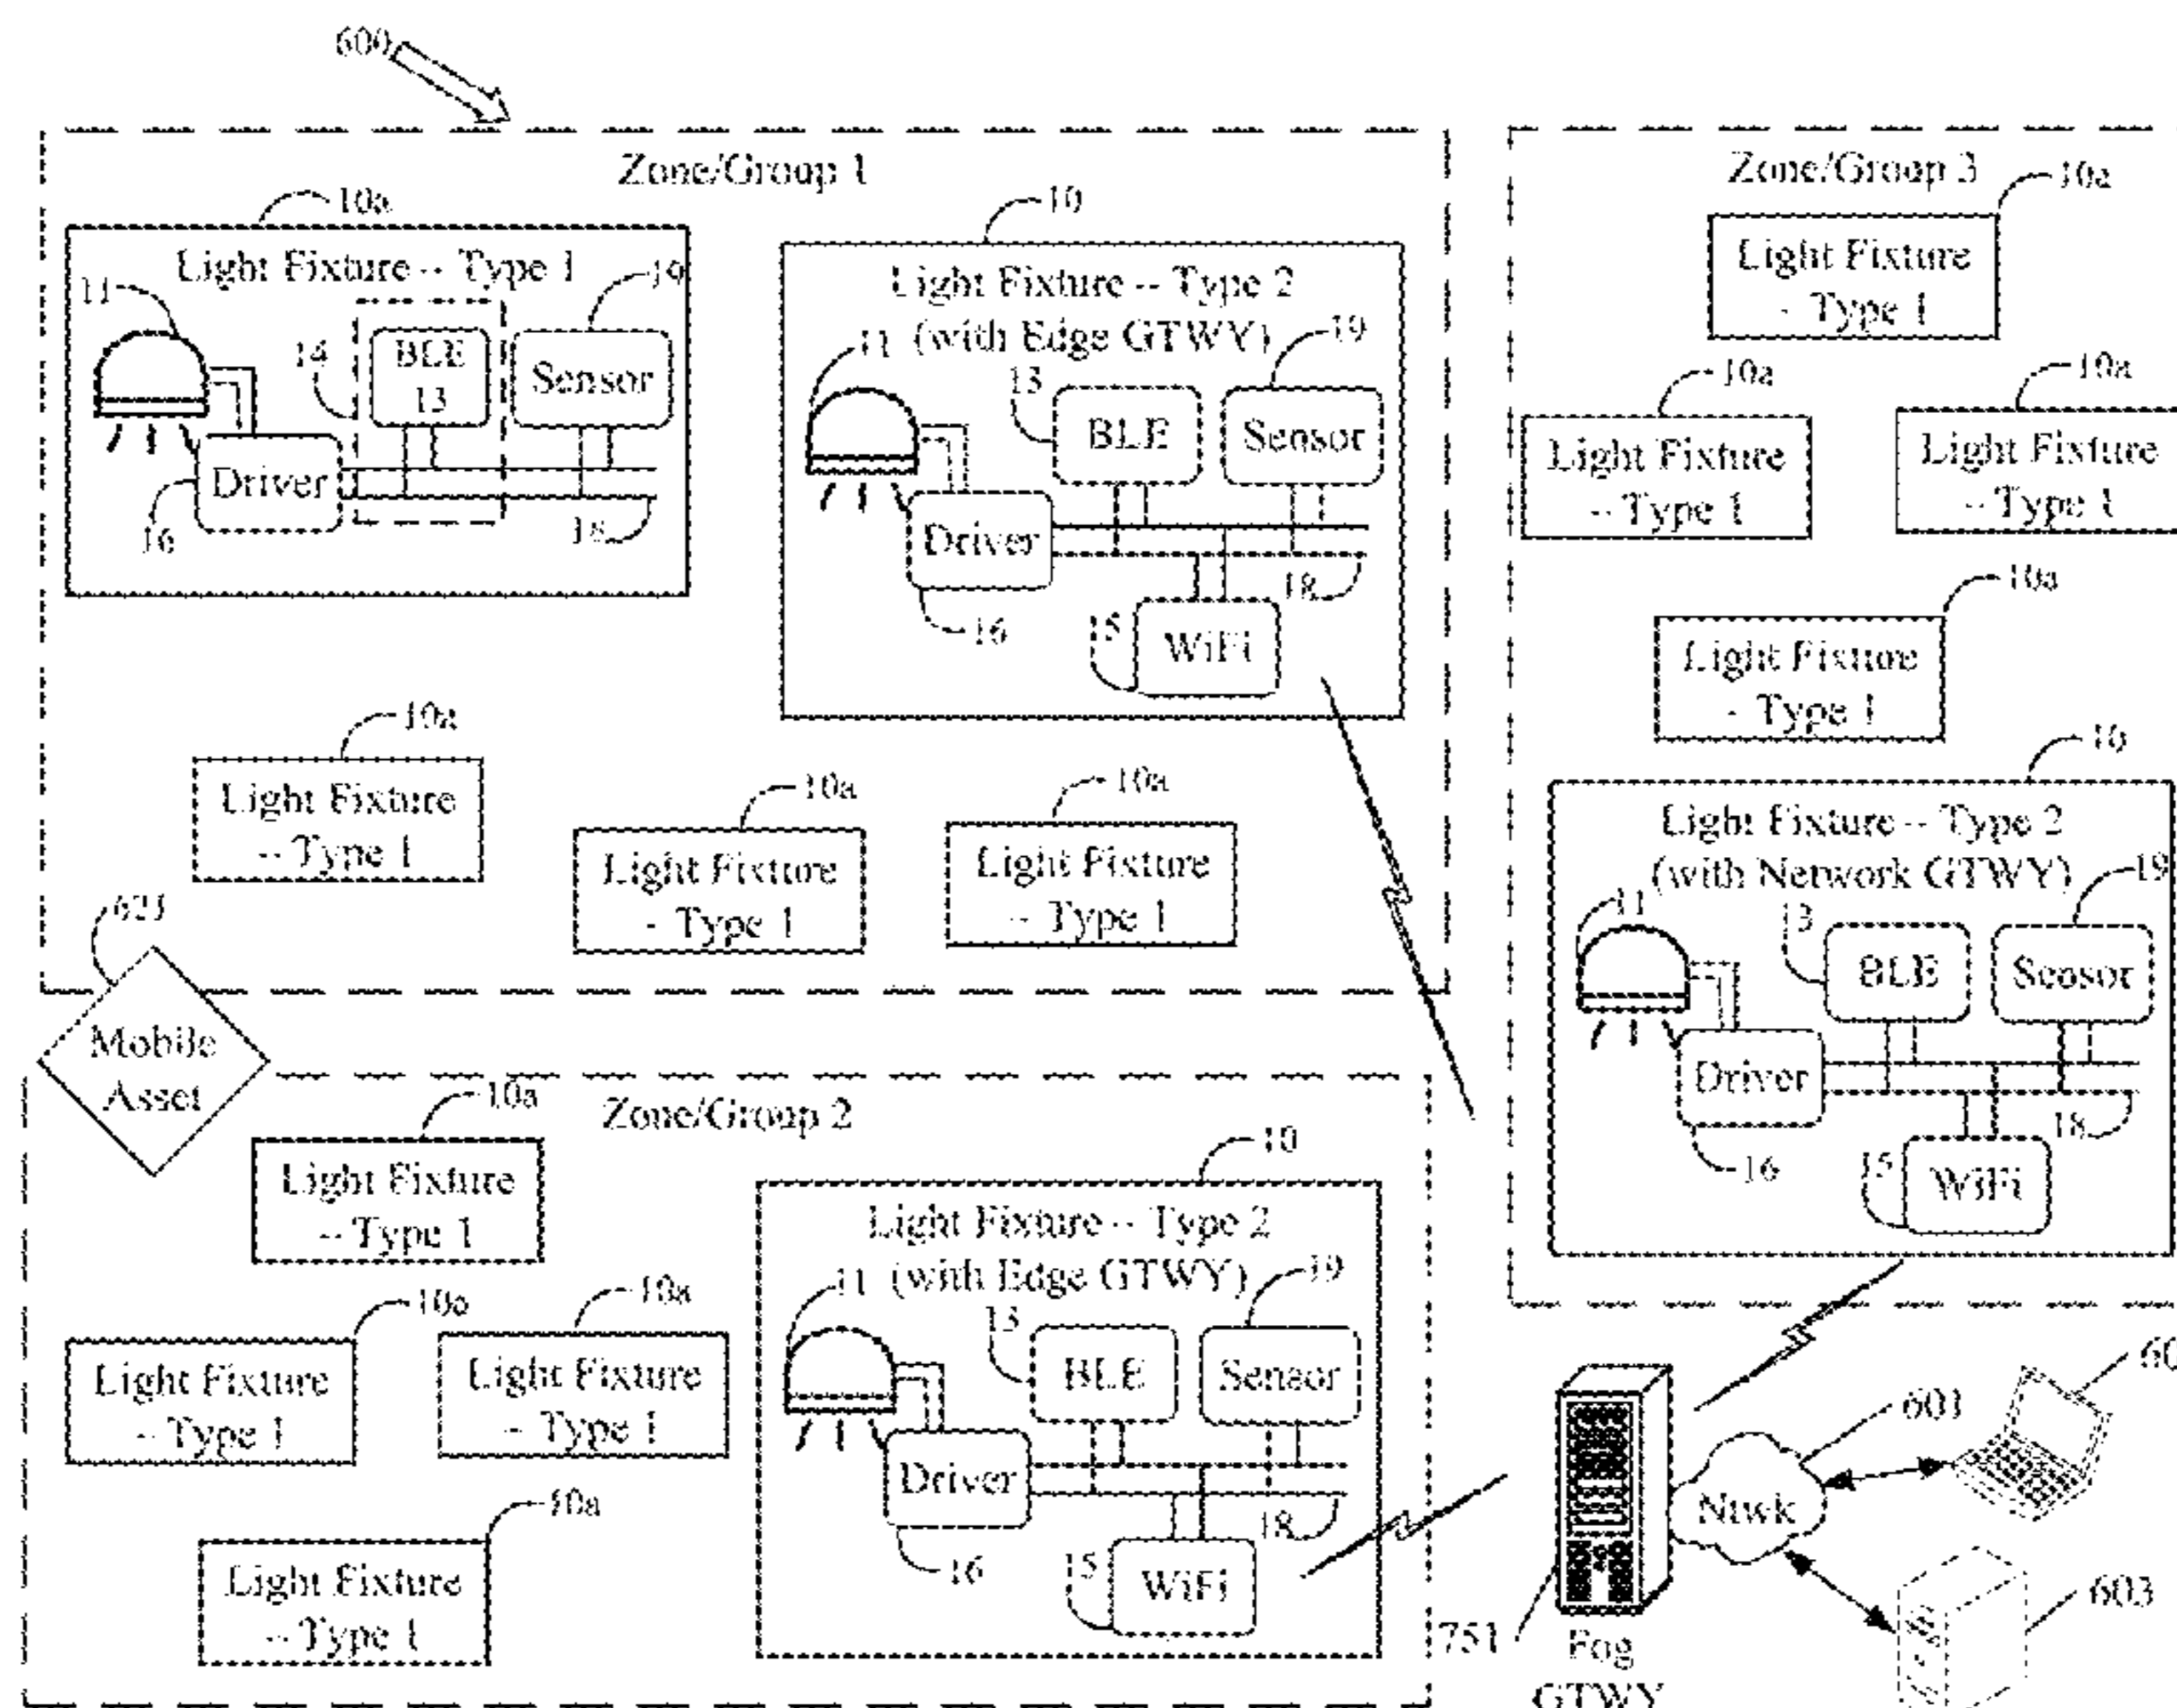 600
Zone/Group 1
10a
Light Fixture -- Type 1
11
19
14
BLE
13
Sensor
Driver
16
18
10
Light Fixture -- Type 2
(with Edge GTWY)
11
19
13
BLE
Sensor
Driver
18
16
15
WiFi
10a
Light Fixture
-- Type 1
10a
Light Fixture
- Type 1
10a
Light Fixture
-- Type 1
Mobile
Asset
Zone/Group 2
10a
Light Fixture
-- Type 1
10a
Light Fixture
-- Type 1
10a
Light Fixture
-- Type 1
10a
Light Fixture
-- Type 1
10
Light Fixture -- Type 2
(with Edge GTWY)
11
19
13
BLE
Sensor
Driver
18
16
15
WiFi
Zone/Group 3
10a
Light Fixture
- Type 1
10a
Light Fixture
-- Type 1
10a
Light Fixture
-- Type 1
10a
Light Fixture
- Type 1
10
Light Fixture -- Type 2
(with Network GTWY)
11
19
13
BLE
Sensor
Driver
18
16
15
WiFi
601
Ntwk
603
751
Fog
GTWY